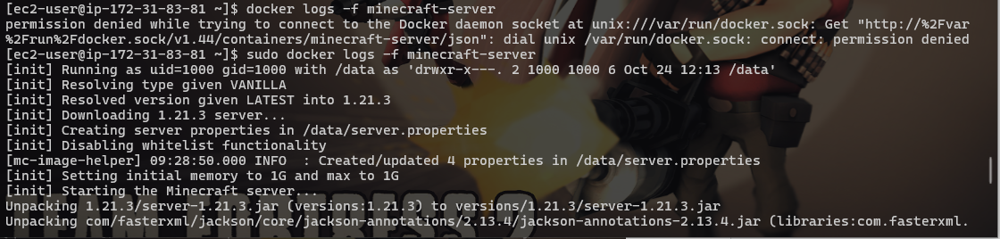 [ec2-user@ip-172-31-83-81 ~]$ docker logs -f minecraft-server
permission denied while trying to connect to the Docker daemon socket at unix:///var/run/docker.sock: Get "http://%2Fvar
%2Frun%2Fdocker.sock/v1.44/containers/minecraft-server/json": dial unix /var/run/docker.sock: connect: permission denied
[ec2-user@ip-172-31-83-81 ~]$ sudo docker logs -f minecraft-server
[init] Running as uid=1000 gid=1000 with /data as 'drwxr-x---. 2 1000 1000 6 Oct 24 12:13 /data'
[init] Resolving type given VANILLA
[init] Resolved version given LATEST into 1.21.3
[init] Downloading 1.21.3 server...
[init] Creating server properties in /data/server.properties
[init] Disabling whitelist functionality
[mc-image-helper] 09:28:50.000 INFO  : Created/updated 4 properties in /data/server.properties
[init] Setting initial memory to 1G and max to 1G
[init] Starting the Minecraft server...
Unpacking 1.21.3/server-1.21.3.jar (versions:1.21.3) to versions/1.21.3/server-1.21.3.jar
Unpacking com/fasterxml/jackson/core/jackson-annotations/2.13.4/jackson-annotations-2.13.4.jar (libraries:com.fasterxml.
TEAM FORTRESS 2